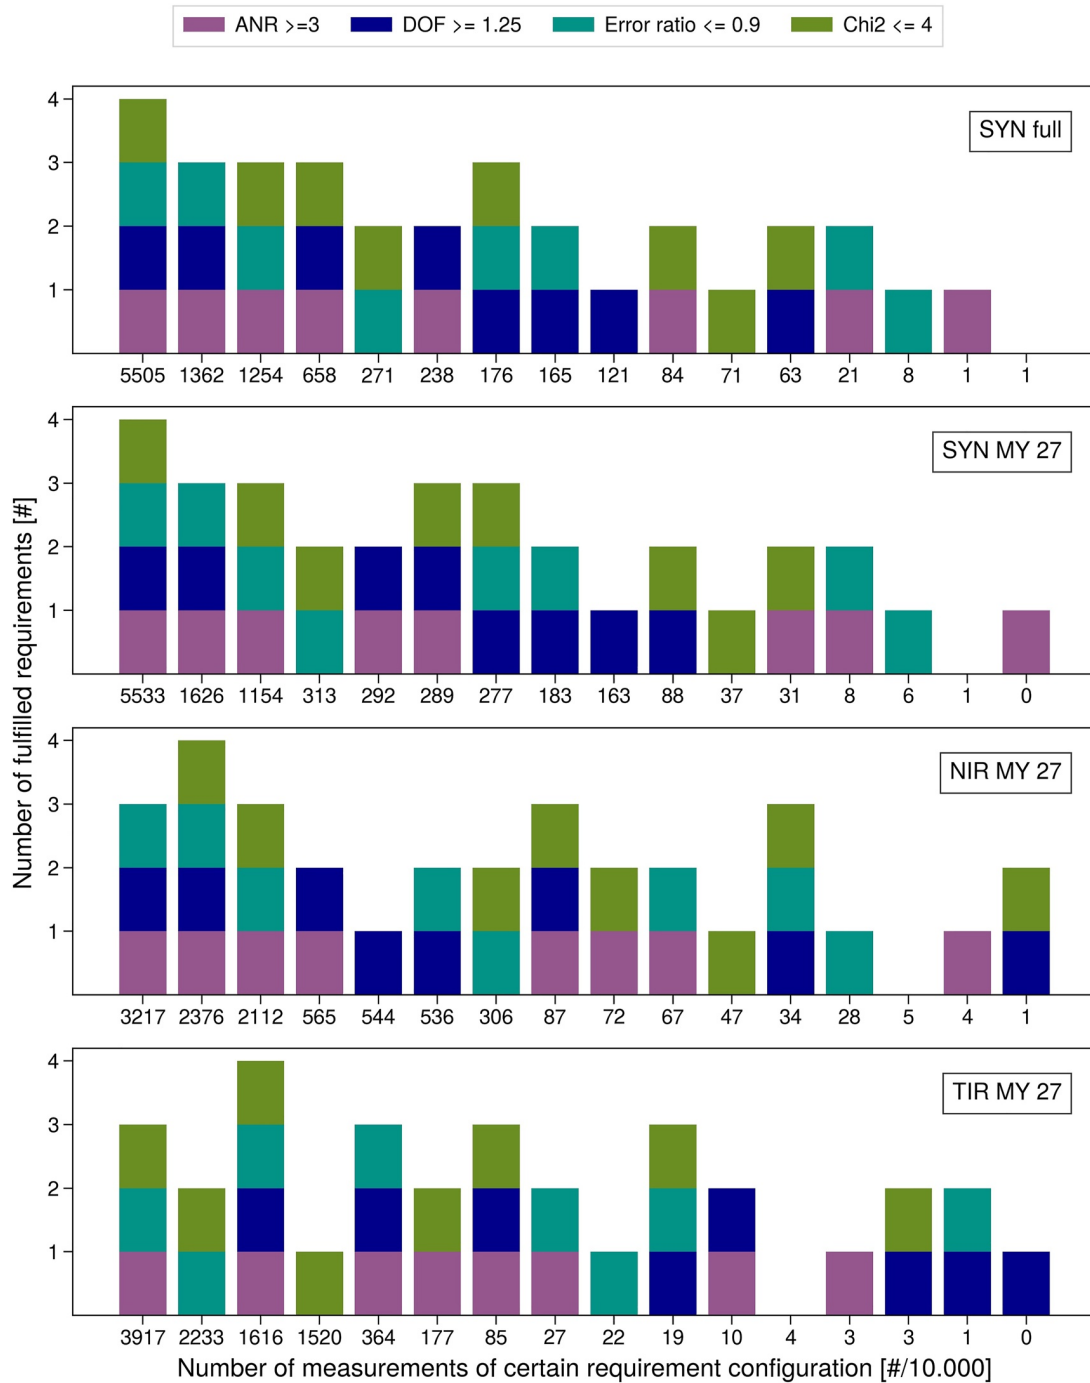 ANR >=3 DOF >= 1.25 Error ratio <= 0.9 Chi2 <= 4
SYN full
4
3
2
1
5505 1362 1254 658 271 238 176 165 121 84 71 63 21 8 1 1
SYN MY 27
4
3
2
1
5533 1626 1154 313 292 289 277 183 163 88 37 31 8 6 1 0
NIR MY 27
4
3
2
1
3217 2376 2112 565 544 536 306 87 72 67 47 34 28 5 4 1
TIR MY 27
4
3
2
1
3917 2233 1616 1520 364 177 85 27 22 19 10 4 3 3 1 0
Number of fulfilled requirements [#]
Number of measurements of certain requirement configuration [#/10.000]